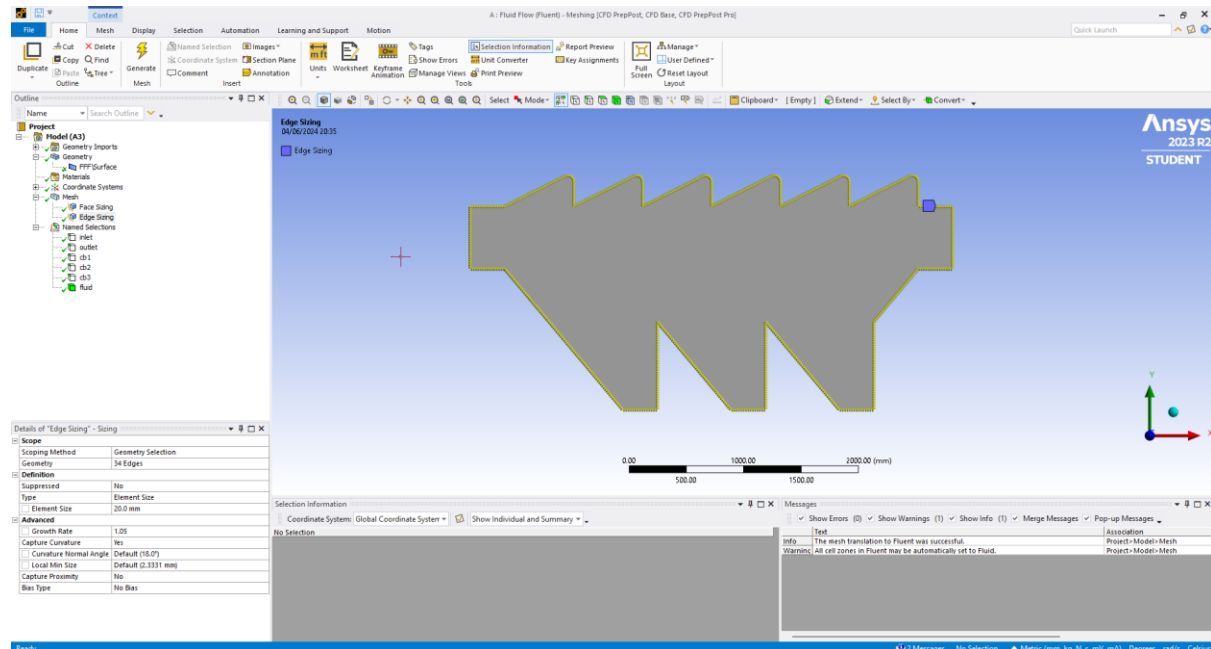 Context
A : Fluid Flow (Fluent) - Meshing [CFD PrepPost, CFD Base, CFD PrepPost Pro]
File Home Mesh Display Selection Automation Learning and Support Motion Quick Launch
Duplicate
Cut
Copy
Paste
Delete
Find
Tree
Outline
Generate
Mesh
Named Selection
Coordinate System
Comment
Images
Section Plane
Annotation
Insert
Units
Worksheet
Keyframe
Animation
Tags
Show Errors
Manage Views
Selection Information
Unit Converter
Print Preview
Report Preview
Key Assignments
Tools
Full
Screen
Manage
User Defined
Reset Layout
Layout
Outline
Name Search Outline
Project
Model (A3)
Geometry Imports
Geometry
FFF\Surface
Materials
Coordinate Systems
Mesh
Face Sizing
Edge Sizing
Named Selections
inlet
outlet
cb1
cb2
cb3
fluid
Select Mode Clipboard [Empty] Extend Select By Convert
Edge Sizing
04/06/2024 20:35
Edge Sizing
Ansys
2023 R2
STUDENT
Y
X
0.00 1000.00 2000.00 (mm)
500.00 1500.00
Details of "Edge Sizing" - Sizing
Scope
Scoping Method Geometry Selection
Geometry 34 Edges
Definition
Suppressed No
Type Element Size
Element Size 20.0 mm
Advanced
Growth Rate 1.05
Capture Curvature Yes
Curvature Normal Angle Default (18.0°)
Local Min Size Default (2.3331 mm)
Capture Proximity No
Bias Type No Bias
Selection Information
Coordinate System: Global Coordinate System Show Individual and Summary
No Selection
Messages
Show Errors (0) Show Warnings (1) Show Info (1) Merge Messages Pop-up Messages
Text Association
Info The mesh translation to Fluent was successful. Project>Model>Mesh
Warning All cell zones in Fluent may be automatically set to Fluid. Project>Model>Mesh
Ready 2 Messages No Selection Metric (mm, kg, N, s, mV, mA) Degrees rad/s Celsius